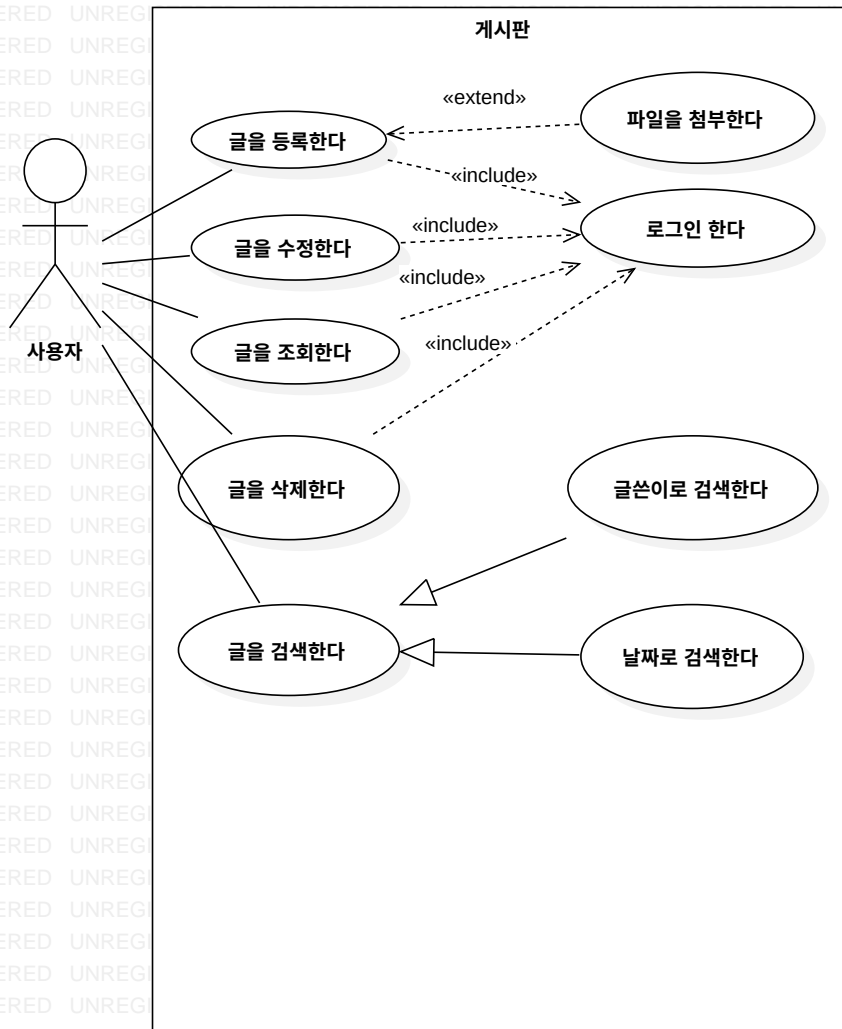 게시판
«extend»
파일을 첨부한다
글을 등록한다
«include»
로그인 한다
«include»
글을 수정한다
«include»
사용자
글을 조회한다
«include»
글을 삭제한다
글쓴이로 검색한다
글을 검색한다
날짜로 검색한다
UNREGI